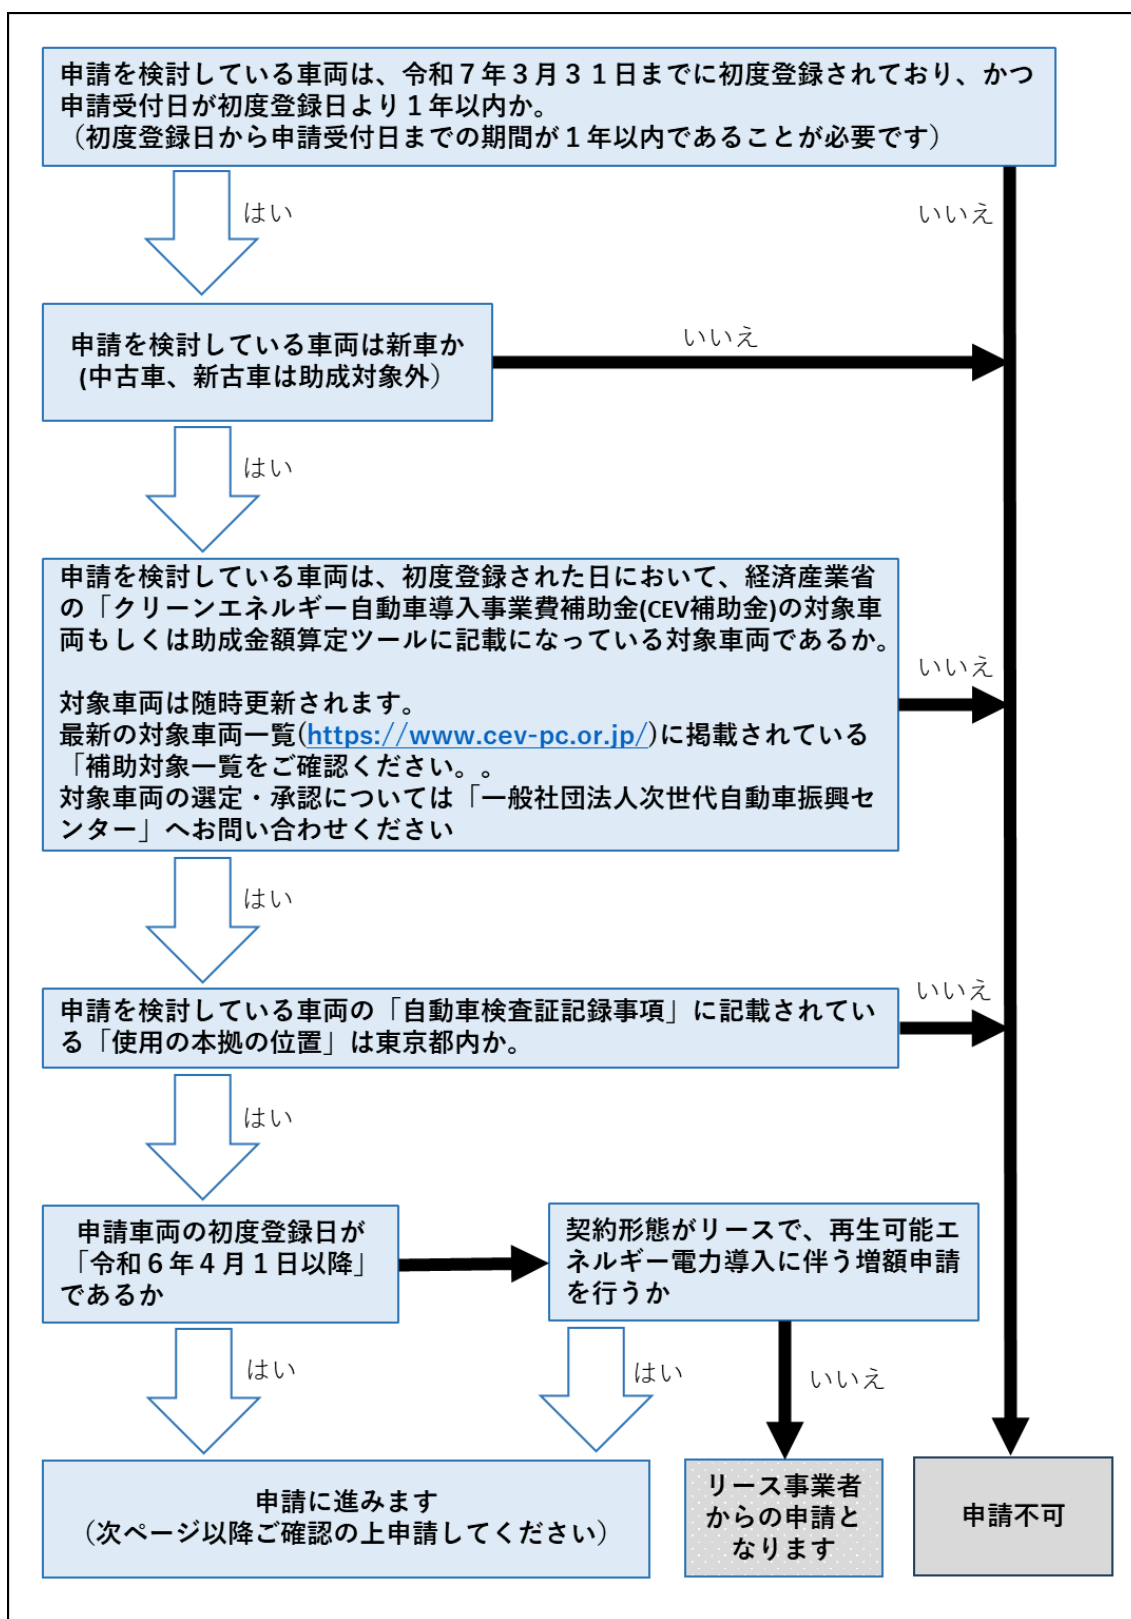 申請を検討している車両は、令和７年３月３１日までに初度登録されており、かつ
申請受付日が初度登録日より１年以内か。
（初度登録日から申請受付日までの期間が１年以内であることが必要です）
はい
いいえ
申請を検討している車両は新車か
(中古車、新古車は助成対象外）
いいえ
はい
申請を検討している車両は、初度登録された日において、経済産業省
の「クリーンエネルギー自動車導入事業費補助金(CEV補助金)の対象車
両もしくは助成金額算定ツールに記載になっている対象車両であるか。
対象車両は随時更新されます。
最新の対象車両一覧(https://www.cev-pc.or.jp/)に掲載されている
「補助対象一覧をご確認ください。。
対象車両の選定・承認については「一般社団法人次世代自動車振興セ
ンター」へお問い合わせください
いいえ
はい
申請を検討している車両の「自動車検査証記録事項」に記載されてい
る「使用の本拠の位置」は東京都内か。
いいえ
はい
申請車両の初度登録日が
「令和６年４月１日以降」
であるか
契約形態がリースで、再生可能エ
ネルギー電力導入に伴う増額申請
を行うか
はい
はい
いいえ
申請に進みます
（次ページ以降ご確認の上申請してください）
リース事業者
からの申請と
なります
申請不可